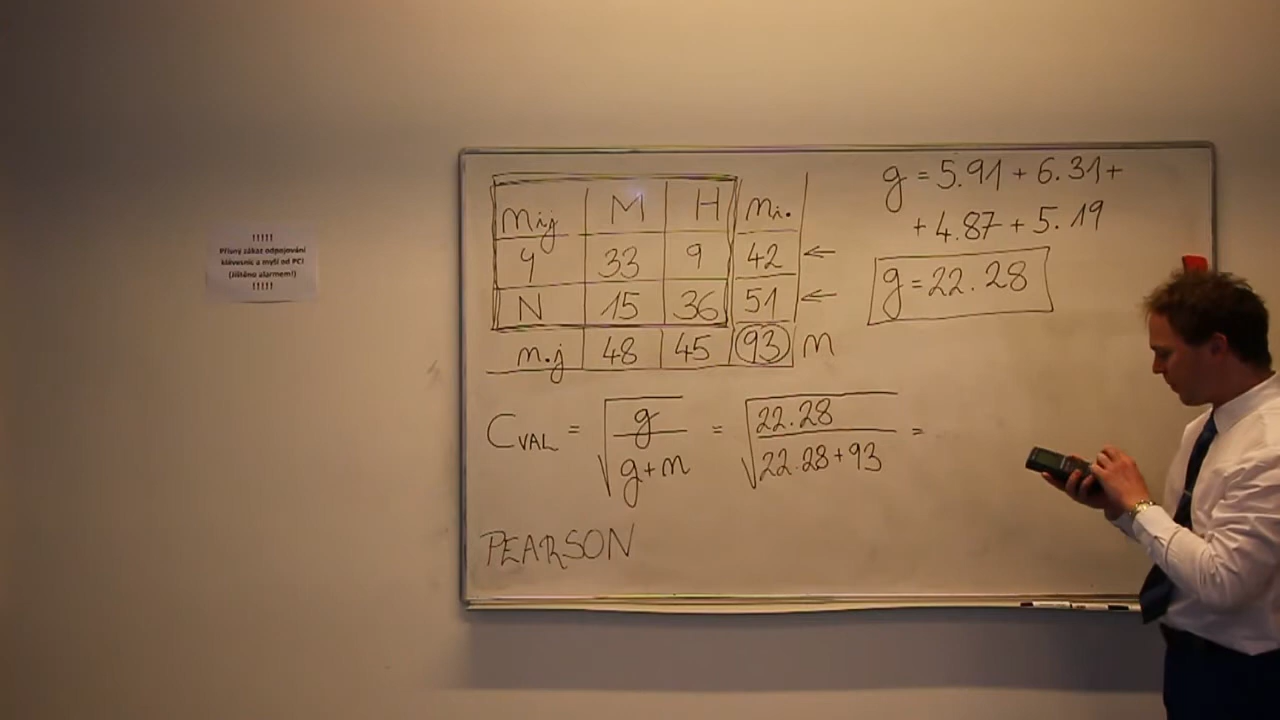 !!!!!
Přísný zákaz odpojování
klávesnic a myší od PC!
(Jištěno alarmem!)
!!!!!
mij M H mi.
Y 33 9 42 ←
N 15 36 51 ←
m.j 48 45 93 m
g = 5.91 + 6.31 +
+ 4.87 + 5.19
g = 22.28
CVAL = √(g / (g+m)) = √(22.28 / (22.28+93)) =
PEARSON